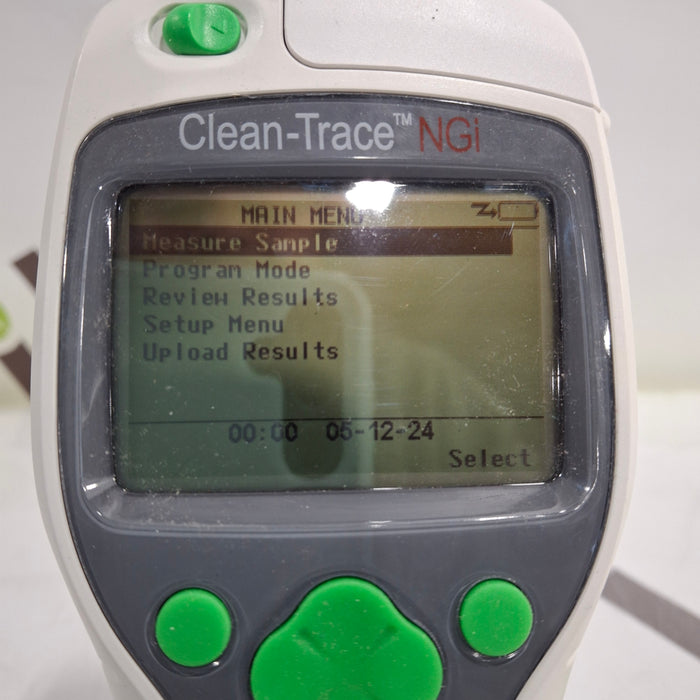 Clean-Trace™ NGi
MAIN MENU
Measure Sample
Program Mode
Review Results
Setup Menu
Upload Results
00:00 05-12-24
Select